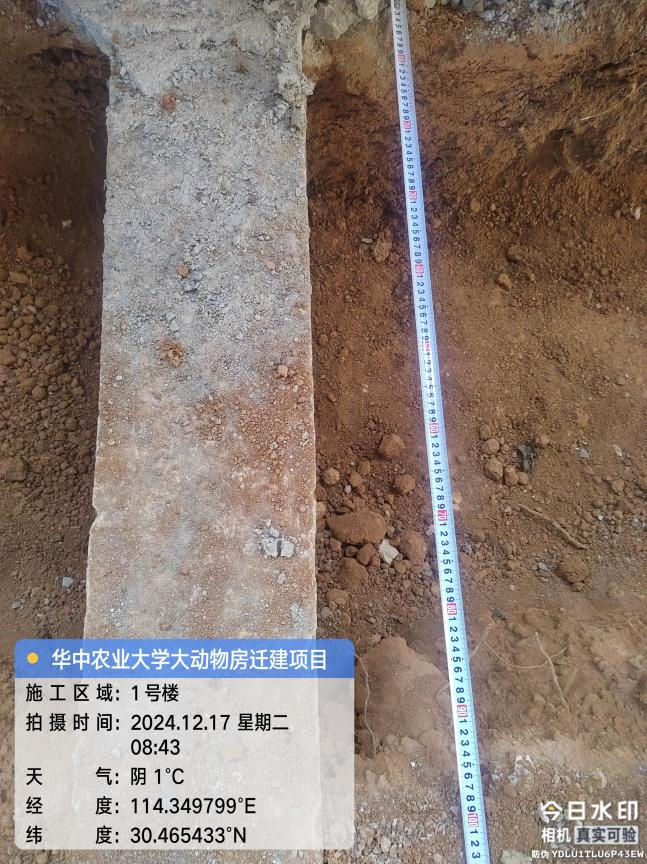 华中农业大学大动物房迁建项目
施工区域: 1号楼
拍摄时间: 2024.12.17 星期二
08:43
天气: 阴 1°C
经度: 114.349799°E
纬度: 30.465433°N
今日水印
相机 真实可验
防伪 YDLU1TLU6P43EW